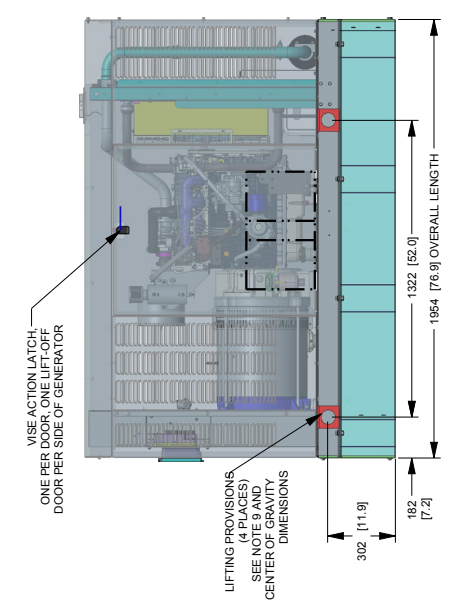 VISE ACTION LATCH,
ONE PER DOOR, ONE LIFT-OFF
DOOR PER SIDE OF GENERATOR
LIFTING PROVISIONS
(4 PLACES)
SEE NOTE 9 AND
CENTER OF GRAVITY
DIMENSIONS
302 [11.9]
182
[7.2]
1322 [52.0]
1954 [76.9] OVERALL LENGTH